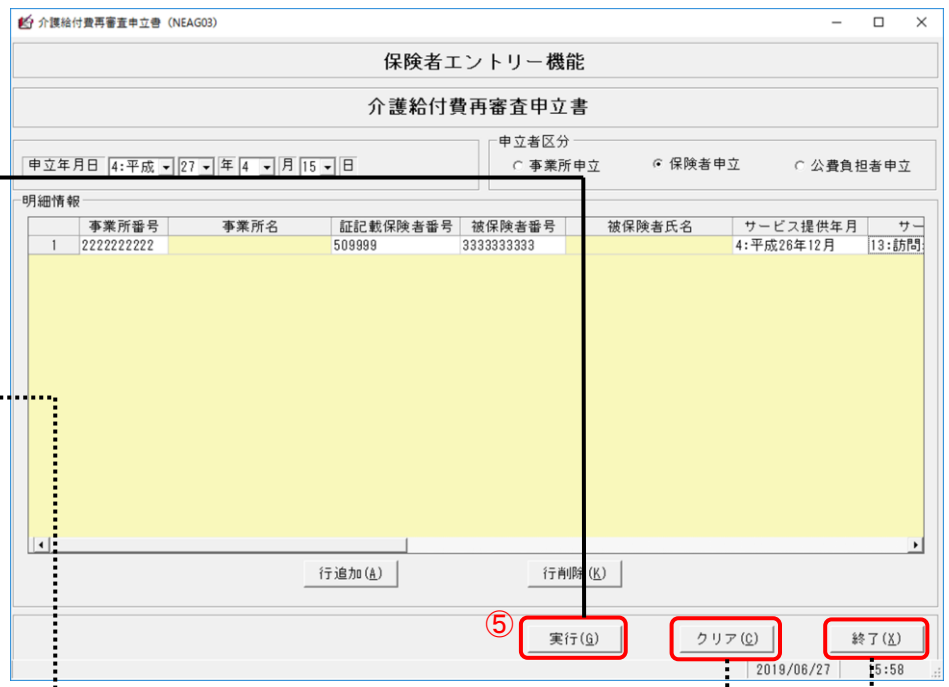 介護給付費再審査申立書 (NEAG03)
保険者エントリー機能
介護給付費再審査申立書
申立年月日 4:平成 27 年 4 月 15 日
申立者区分
事業所申立 保険者申立 公費負担者申立
明細情報
事業所番号 事業所名 証記載保険者番号 被保険者番号 被保険者氏名 サービス提供年月 サー
1 2222222222 509999 3333333333 4:平成26年12月 13:訪問
行追加(A) 行削除(K)
⑤ 実行(G) クリア(C) 終了(X)
2019/06/27 15:58